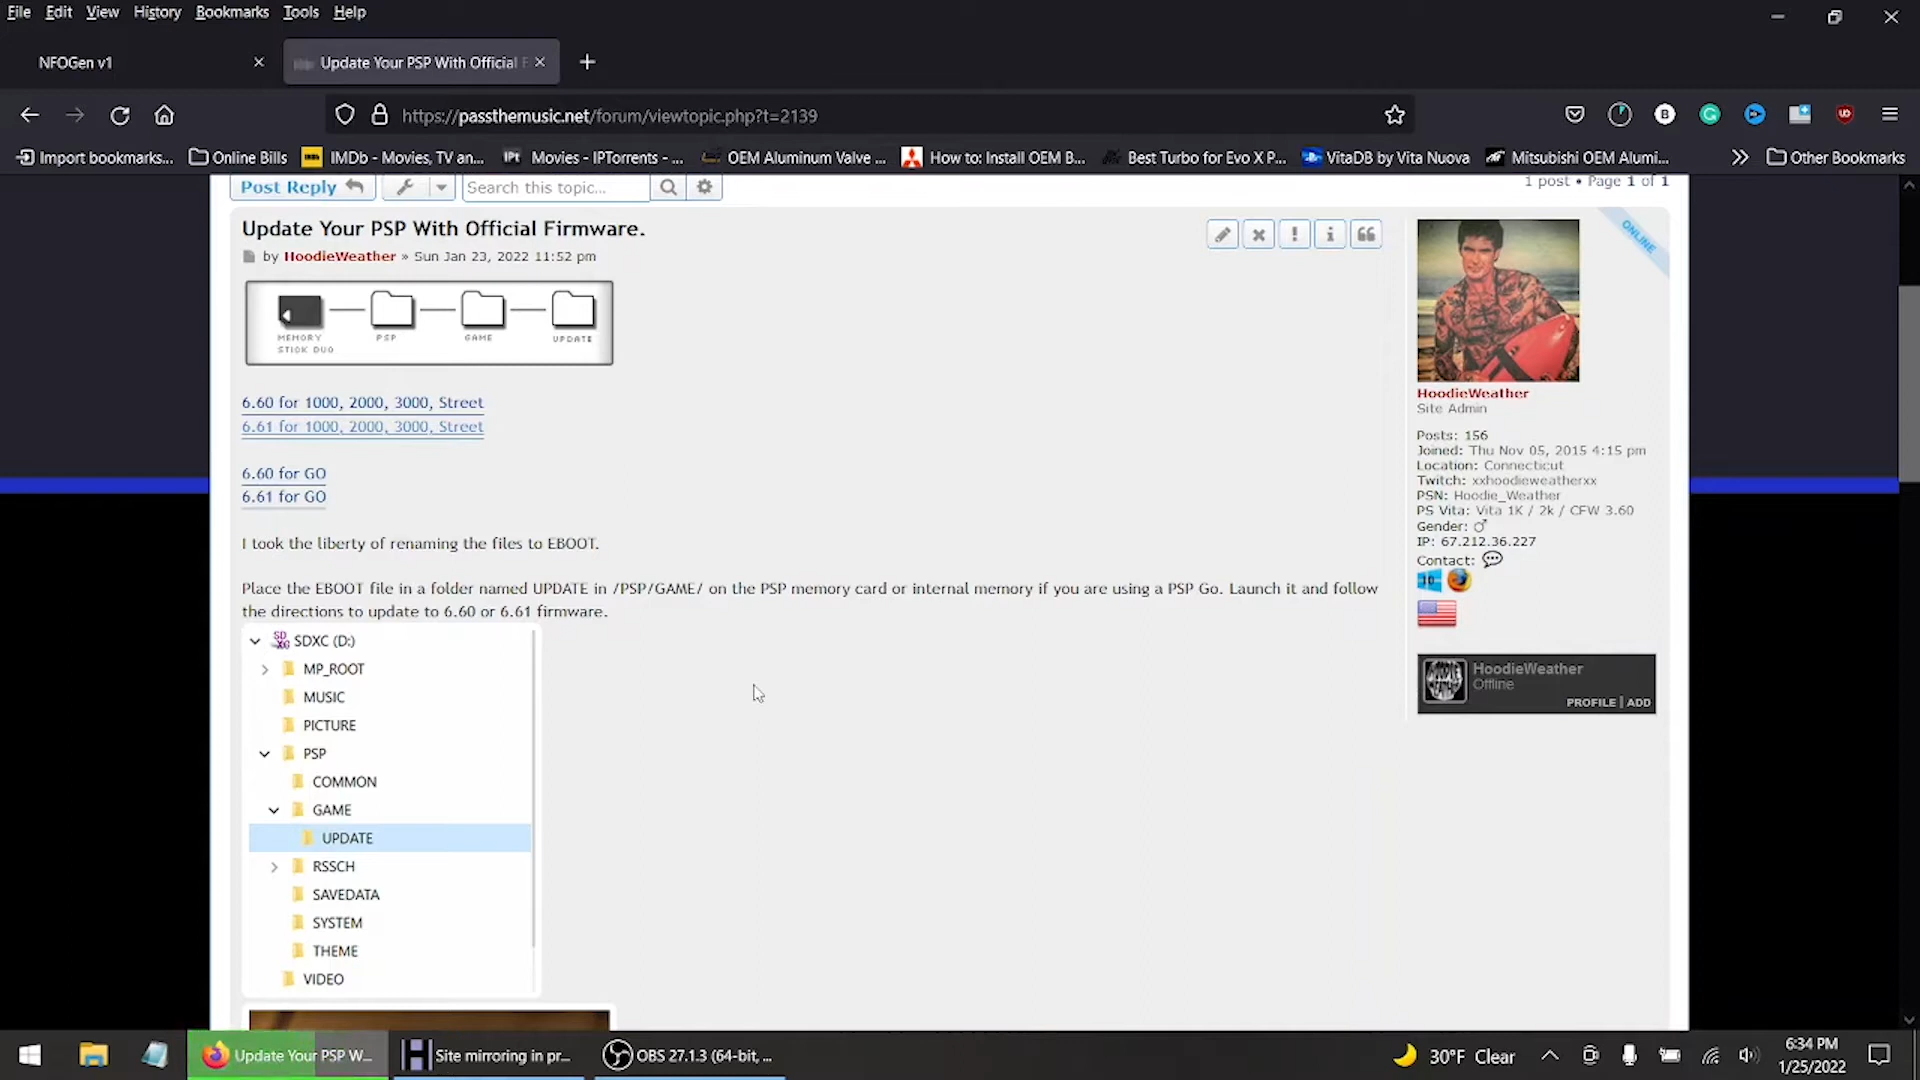 File Edit View History Bookmarks Tools Help
NFOGen v1
Update Your PSP With Official F
https://passthemusic.net/forum/viewtopic.php?t=2139
Import bookmarks... Online Bills IMDb - Movies, TV an... IPt Movies - IPTorrents - ... OEM Aluminum Valve ... How to: Install OEM B... Best Turbo for Evo X P... VitaDB by Vita Nuova Mitsubishi OEM Alumi... Other Bookmarks
Post Reply Search this topic... 1 post • Page 1 of 1
Update Your PSP With Official Firmware.
by HoodieWeather » Sun Jan 23, 2022 11:52 pm
MEMORY STICK DUO PSP GAME UPDATE
6.60 for 1000, 2000, 3000, Street
6.61 for 1000, 2000, 3000, Street
6.60 for GO
6.61 for GO
I took the liberty of renaming the files to EBOOT.
Place the EBOOT file in a folder named UPDATE in /PSP/GAME/ on the PSP memory card or internal memory if you are using a PSP Go. Launch it and follow
the directions to update to 6.60 or 6.61 firmware.
SDXC (D:)
MP_ROOT
MUSIC
PICTURE
PSP
COMMON
GAME
UPDATE
RSSCH
SAVEDATA
SYSTEM
THEME
VIDEO
ONLINE
HoodieWeather
Site Admin
Posts: 156
Joined: Thu Nov 05, 2015 4:15 pm
Location: Connecticut
Twitch: xxhoodieweatherxx
PSN: Hoodie_Weather
PS Vita: Vita 1K / 2k / CFW 3.60
Gender: ♂
IP: 67.212.36.227
Contact:
10
HoodieWeather
Offline
PROFILE | ADD
Update Your PSP W... Site mirroring in pr... OBS 27.1.3 (64-bit, ... 30°F Clear
6:34 PM
1/25/2022